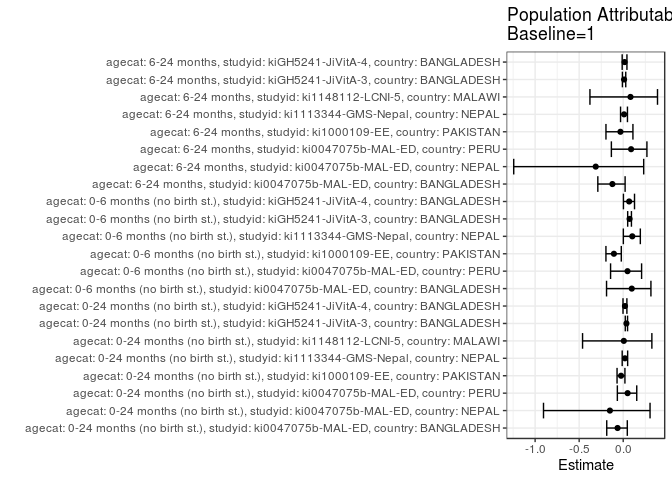 Population Attributab
Baseline=1
agecat: 6-24 months, studyid: kiGH5241-JiVitA-4, country: BANGLADESH
agecat: 6-24 months, studyid: kiGH5241-JiVitA-3, country: BANGLADESH
agecat: 6-24 months, studyid: ki1148112-LCNI-5, country: MALAWI
agecat: 6-24 months, studyid: ki1113344-GMS-Nepal, country: NEPAL
agecat: 6-24 months, studyid: ki1000109-EE, country: PAKISTAN
agecat: 6-24 months, studyid: ki0047075b-MAL-ED, country: PERU
agecat: 6-24 months, studyid: ki0047075b-MAL-ED, country: NEPAL
agecat: 6-24 months, studyid: ki0047075b-MAL-ED, country: BANGLADESH
agecat: 0-6 months (no birth st.), studyid: kiGH5241-JiVitA-4, country: BANGLADESH
agecat: 0-6 months (no birth st.), studyid: kiGH5241-JiVitA-3, country: BANGLADESH
agecat: 0-6 months (no birth st.), studyid: ki1113344-GMS-Nepal, country: NEPAL
agecat: 0-6 months (no birth st.), studyid: ki1000109-EE, country: PAKISTAN
agecat: 0-6 months (no birth st.), studyid: ki0047075b-MAL-ED, country: PERU
agecat: 0-6 months (no birth st.), studyid: ki0047075b-MAL-ED, country: BANGLADESH
agecat: 0-24 months (no birth st.), studyid: kiGH5241-JiVitA-4, country: BANGLADESH
agecat: 0-24 months (no birth st.), studyid: kiGH5241-JiVitA-3, country: BANGLADESH
agecat: 0-24 months (no birth st.), studyid: ki1148112-LCNI-5, country: MALAWI
agecat: 0-24 months (no birth st.), studyid: ki1113344-GMS-Nepal, country: NEPAL
agecat: 0-24 months (no birth st.), studyid: ki1000109-EE, country: PAKISTAN
agecat: 0-24 months (no birth st.), studyid: ki0047075b-MAL-ED, country: PERU
agecat: 0-24 months (no birth st.), studyid: ki0047075b-MAL-ED, country: NEPAL
agecat: 0-24 months (no birth st.), studyid: ki0047075b-MAL-ED, country: BANGLADESH
-1.0 -0.5 0.0
Estimate